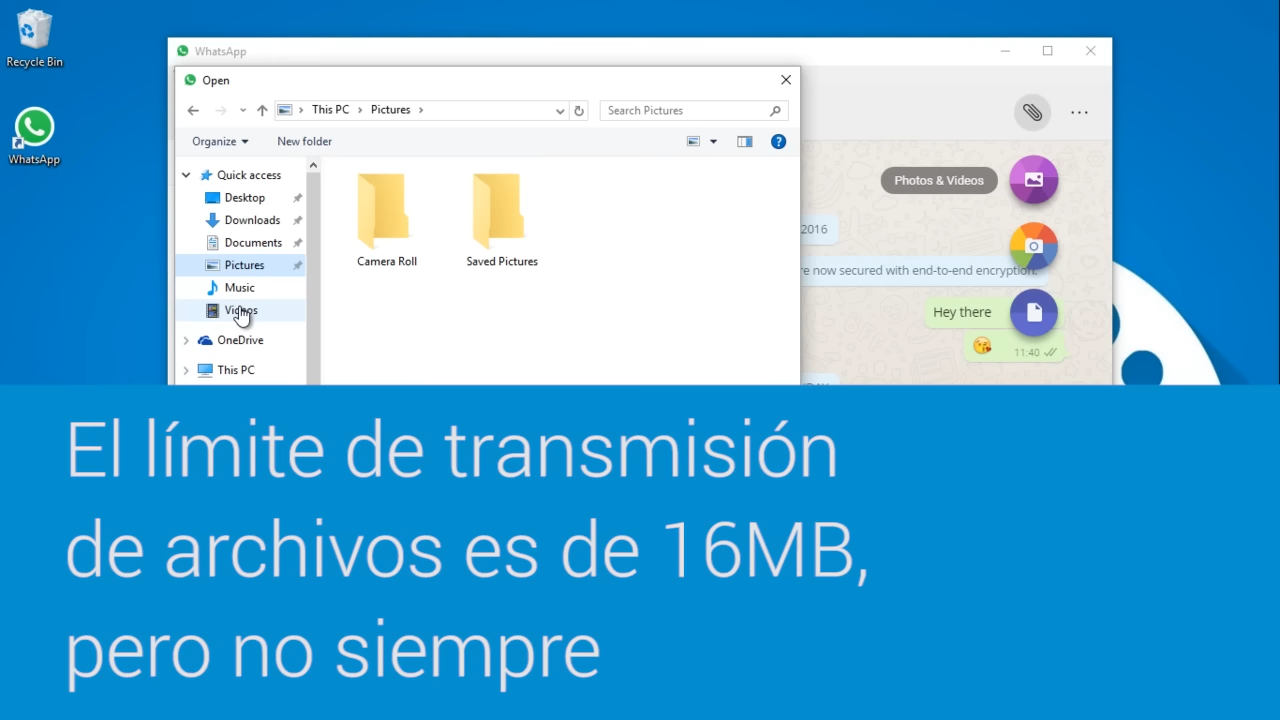 Recycle Bin
WhatsApp
WhatsApp
Open
This PC
Pictures
Search Pictures
Organize
New folder
Quick access
Desktop
Downloads
Documents
Pictures
Music
Videos
OneDrive
This PC
Camera Roll
Saved Pictures
Photos & Videos
2016
re now secured with end-to-end encryption.
Hey there
11:40
El límite de transmisión
de archivos es de 16MB,
pero no siempre